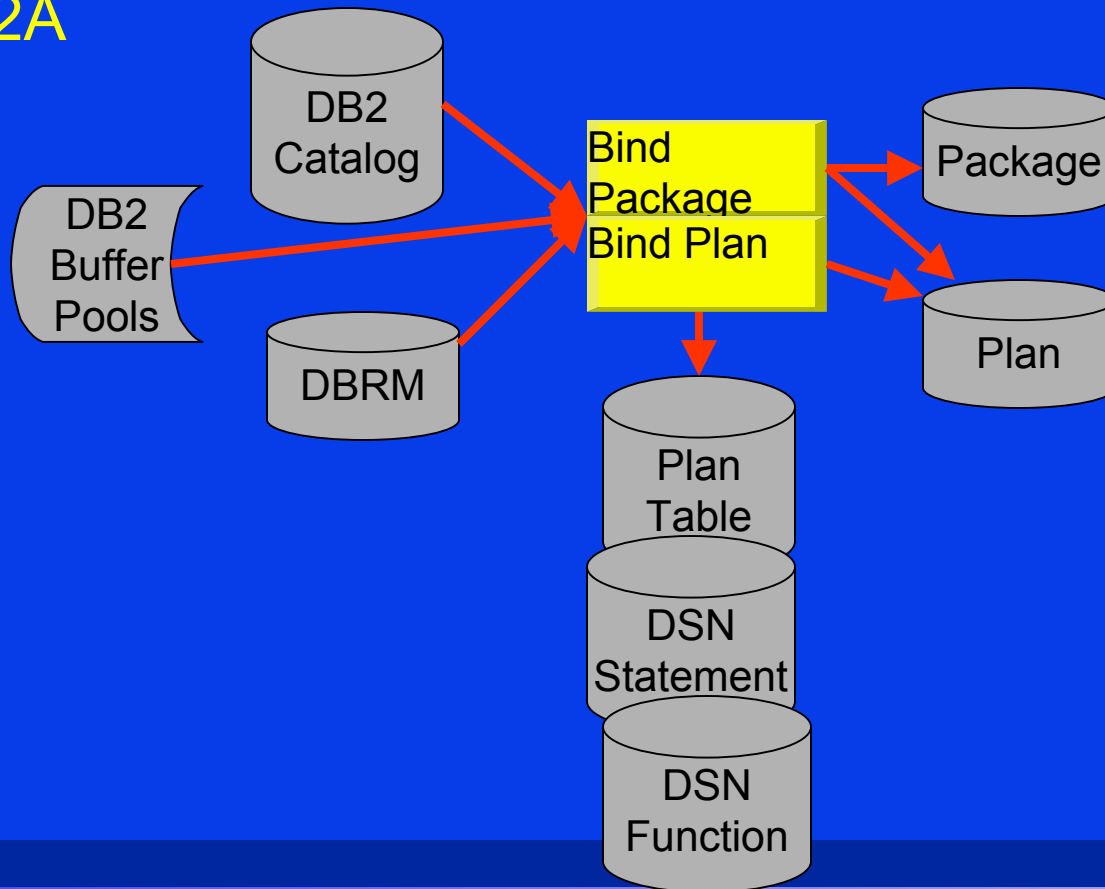 2A
DB2
Catalog
DB2
Buffer
Pools
DBRM
Bind
Package
Bind Plan
Package
Plan
Plan
Table
DSN
Statement
DSN
Function